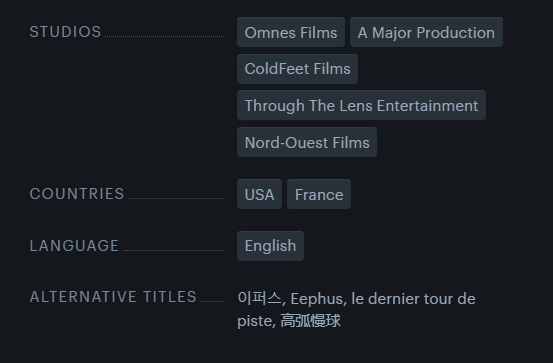 STUDIOS
Omnes Films
A Major Production
ColdFeet Films
Through The Lens Entertainment
Nord-Ouest Films
COUNTRIES
USA
France
LANGUAGE
English
ALTERNATIVE TITLES
이퍼스, Eephus, le dernier tour de
piste, 高弧慢球